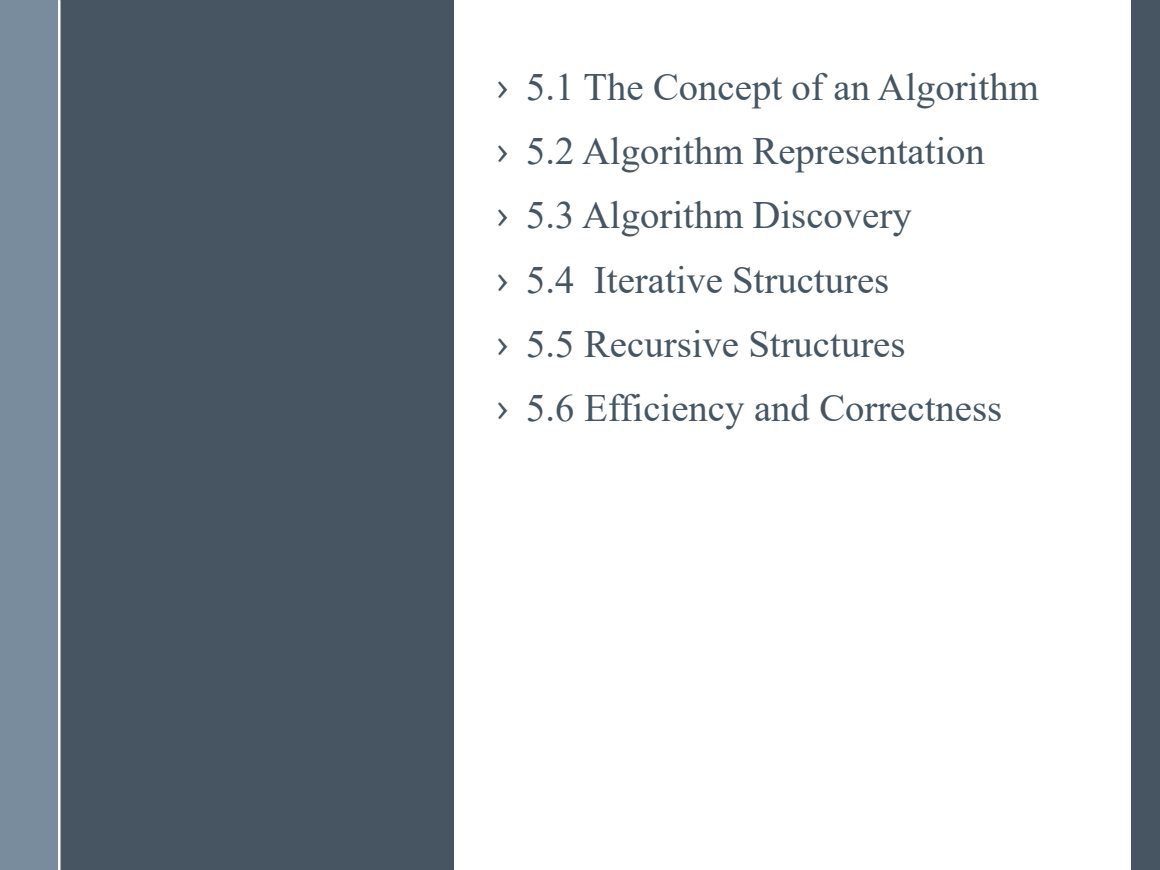 › 5.1 The Concept of an Algorithm
› 5.2 Algorithm Representation
› 5.3 Algorithm Discovery
› 5.4  Iterative Structures
› 5.5 Recursive Structures
› 5.6 Efficiency and Correctness